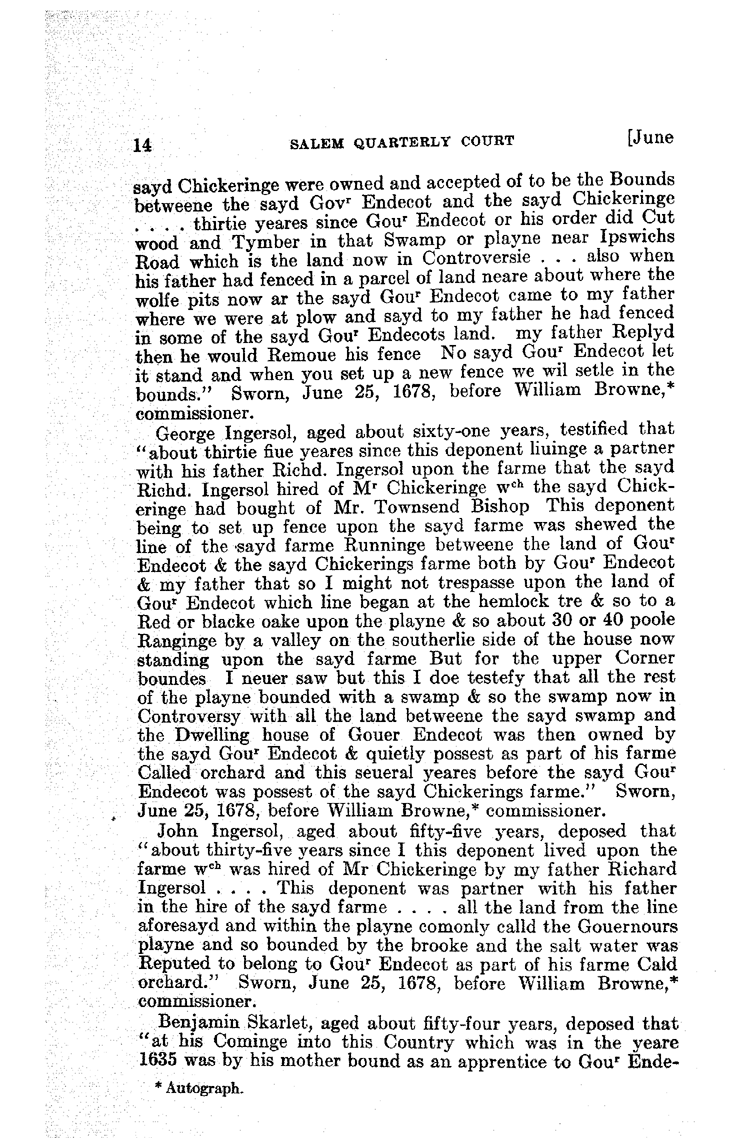 14 SALEM QUARTERLY COURT [June
sayd Chickeringe were owned and accepted of to be the Bounds
betweene the sayd Govʳ Endecot and the sayd Chickeringe
. . . . thirtie yeares since Gouʳ Endecot or his order did Cut
wood and Tymber in that Swamp or playne near Ipswichs
Road which is the land now in Controversie . . . also when
his father had fenced in a parcel of land neare about where the
wolfe pits now ar the sayd Gouʳ Endecot came to my father
where we were at plow and sayd to my father he had fenced
in some of the sayd Gouʳ Endecots land. my father Replyd
then he would Remoue his fence No sayd Gouʳ Endecot let
it stand and when you set up a new fence we wil setle in the
bounds." Sworn, June 25, 1678, before William Browne,*
commissioner.
George Ingersol, aged about sixty-one years, testified that
"about thirtie fiue yeares since this deponent liuinge a partner
with his father Richd. Ingersol upon the farme that the sayd
Richd. Ingersol hired of Mʳ Chickeringe wᶜʰ the sayd Chick-
eringe had bought of Mr. Townsend Bishop This deponent
being to set up fence upon the sayd farme was shewed the
line of the sayd farme Runninge betweene the land of Gouʳ
Endecot & the sayd Chickerings farme both by Gouʳ Endecot
& my father that so I might not trespasse upon the land of
Gouʳ Endecot which line began at the hemlock tre & so to a
Red or blacke oake upon the playne & so about 30 or 40 poole
Ranginge by a valley on the southerlie side of the house now
standing upon the sayd farme But for the upper Corner
boundes I neuer saw but this I doe testefy that all the rest
of the playne bounded with a swamp & so the swamp now in
Controversy with all the land betweene the sayd swamp and
the Dwelling house of Gouer Endecot was then owned by
the sayd Gouʳ Endecot & quietly possest as part of his farme
Called orchard and this seueral yeares before the sayd Gouʳ
Endecot was possest of the sayd Chickerings farme." Sworn,
June 25, 1678, before William Browne,* commissioner.
John Ingersol, aged about fifty-five years, deposed that
"about thirty-five years since I this deponent lived upon the
farme wᶜʰ was hired of Mr Chickeringe by my father Richard
Ingersol . . . . This deponent was partner with his father
in the hire of the sayd farme . . . . all the land from the line
aforesayd and within the playne comonly calld the Gouernours
playne and so bounded by the brooke and the salt water was
Reputed to belong to Gouʳ Endecot as part of his farme Cald
orchard." Sworn, June 25, 1678, before William Browne,*
commissioner.
Benjamin Skarlet, aged about fifty-four years, deposed that
"at his Cominge into this Country which was in the yeare
1635 was by his mother bound as an apprentice to Gouʳ Ende-
* Autograph.